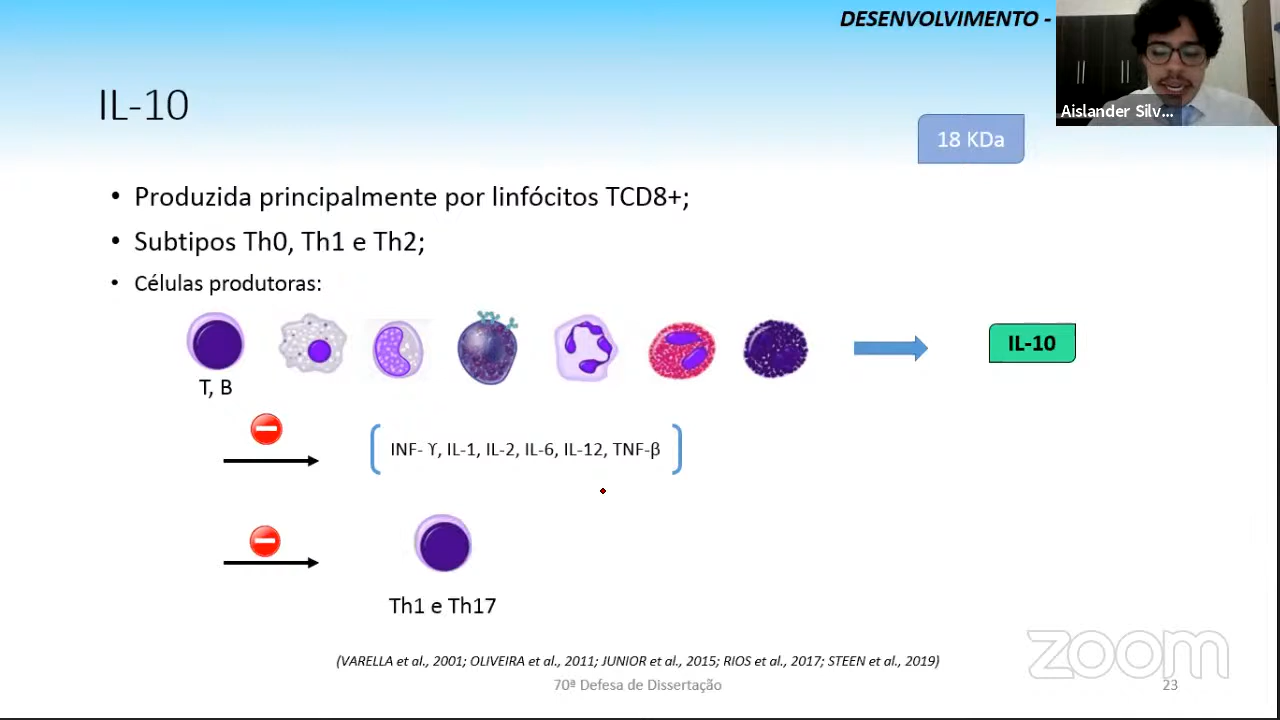 DESENVOLVIMENTO -
IL-10
Aislander Silv...
18 KDa
• Produzida principalmente por linfócitos TCD8+;
• Subtipos Th0, Th1 e Th2;
• Células produtoras:
IL-10
T, B
INF- ϒ, IL-1, IL-2, IL-6, IL-12, TNF-β
Th1 e Th17
(VARELLA et al., 2001; OLIVEIRA et al., 2011; JUNIOR et al., 2015; RIOS et al., 2017; STEEN et al., 2019)
zoom
70ª Defesa de Dissertação
23